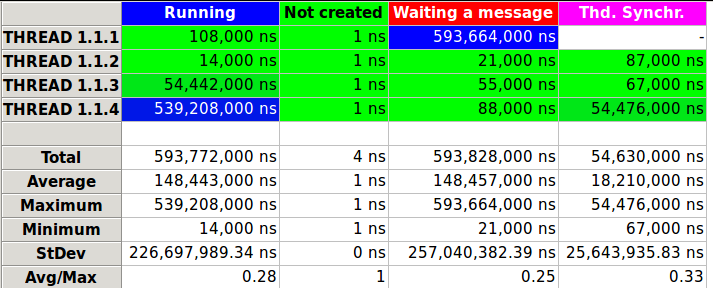 Running Not created Waiting a message Thd. Synchr.
THREAD 1.1.1 108,000 ns 1 ns 593,664,000 ns -
THREAD 1.1.2 14,000 ns 1 ns 21,000 ns 87,000 ns
THREAD 1.1.3 54,442,000 ns 1 ns 55,000 ns 67,000 ns
THREAD 1.1.4 539,208,000 ns 1 ns 88,000 ns 54,476,000 ns
Total 593,772,000 ns 4 ns 593,828,000 ns 54,630,000 ns
Average 148,443,000 ns 1 ns 148,457,000 ns 18,210,000 ns
Maximum 539,208,000 ns 1 ns 593,664,000 ns 54,476,000 ns
Minimum 14,000 ns 1 ns 21,000 ns 67,000 ns
StDev 226,697,989.34 ns 0 ns 257,040,382.39 ns 25,643,935.83 ns
Avg/Max 0.28 1 0.25 0.33